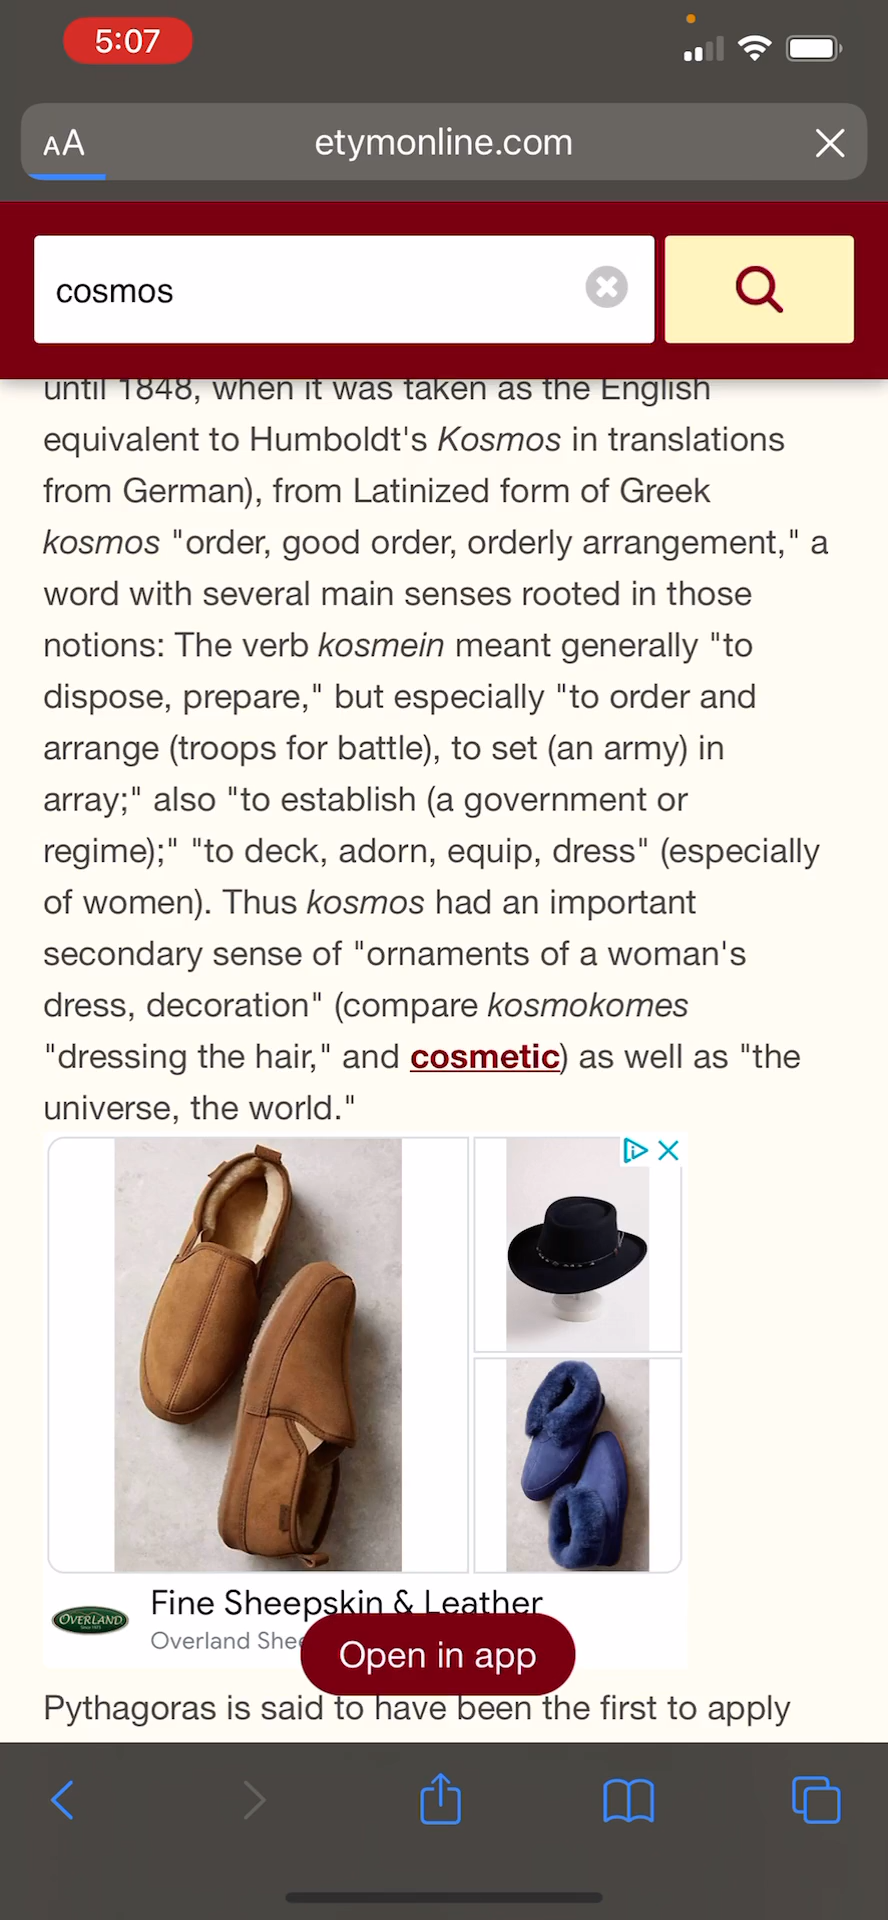 5:07
AA
etymonline.com
cosmos
until 1848, when it was taken as the English
equivalent to Humboldt's Kosmos in translations
from German), from Latinized form of Greek
kosmos "order, good order, orderly arrangement," a
word with several main senses rooted in those
notions: The verb kosmein meant generally "to
dispose, prepare," but especially "to order and
arrange (troops for battle), to set (an army) in
array;" also "to establish (a government or
regime);" "to deck, adorn, equip, dress" (especially
of women). Thus kosmos had an important
secondary sense of "ornaments of a woman's
dress, decoration" (compare kosmokomes
"dressing the hair," and cosmetic) as well as "the
universe, the world."
OVERLAND
Since 1973
Fine Sheepskin & Leather
Overland
Open in app
Pythagoras is said to have been the first to apply